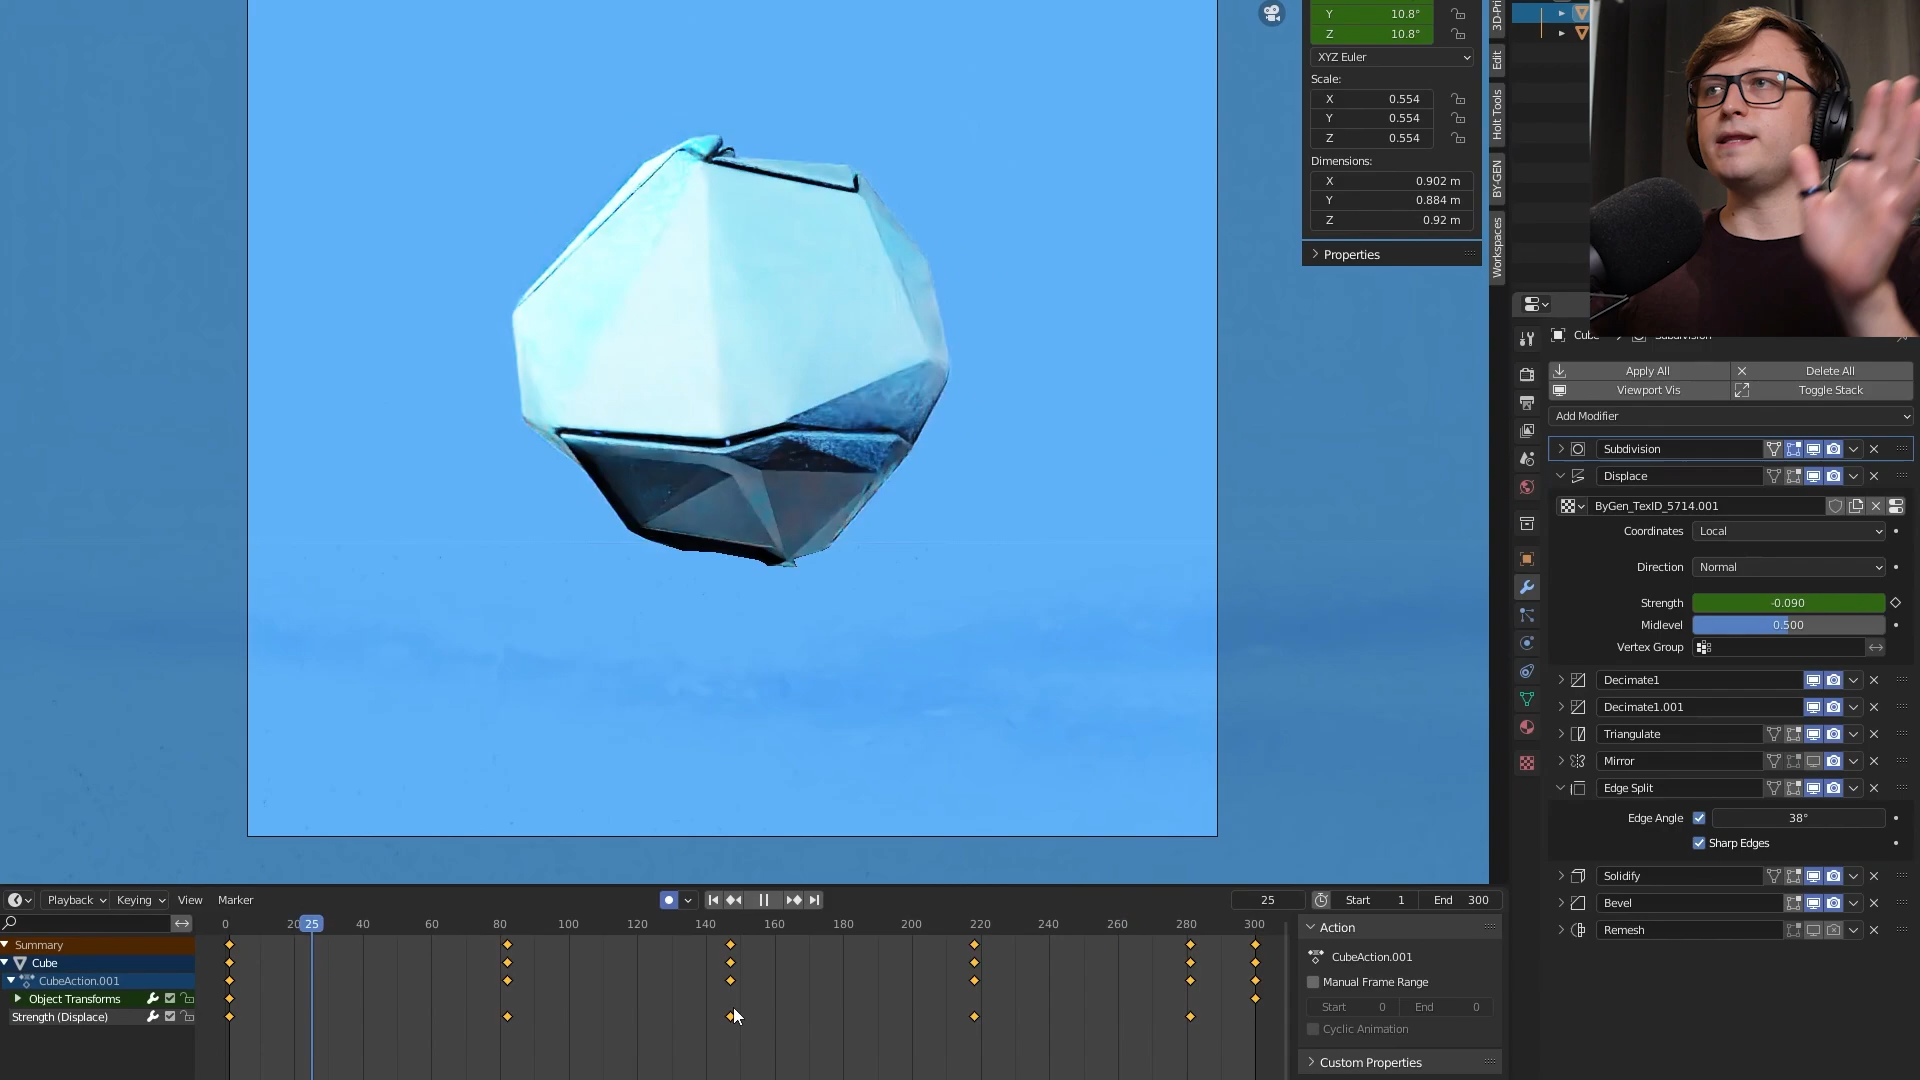 Y 10.8°
Z 10.8°
XYZ Euler
Scale:
X 0.554
Y 0.554
Z 0.554
Dimensions:
X 0.902 m
Y 0.884 m
Z 0.92 m
Properties
Edit
Holt Tools
BY-GEN
Workspaces
Apply All
Delete All
Viewport Vis
Toggle Stack
Add Modifier
Subdivision
Displace
ByGen_TexID_5714.001
Coordinates Local
Direction Normal
Strength -0.090
Midlevel 0.500
Vertex Group
Decimate1
Decimate1.001
Triangulate
Mirror
Edge Split
Edge Angle 38°
Sharp Edges
Solidify
Bevel
Remesh
Playback Keying View Marker
25 Start 1 End 300
0 20 25 40 60 80 100 120 140 160 180 200 220 240 260 280 300
Summary
Cube
CubeAction.001
Object Transforms
Strength (Displace)
Action
CubeAction.001
Manual Frame Range
Start 0 End 0
Cyclic Animation
Custom Properties